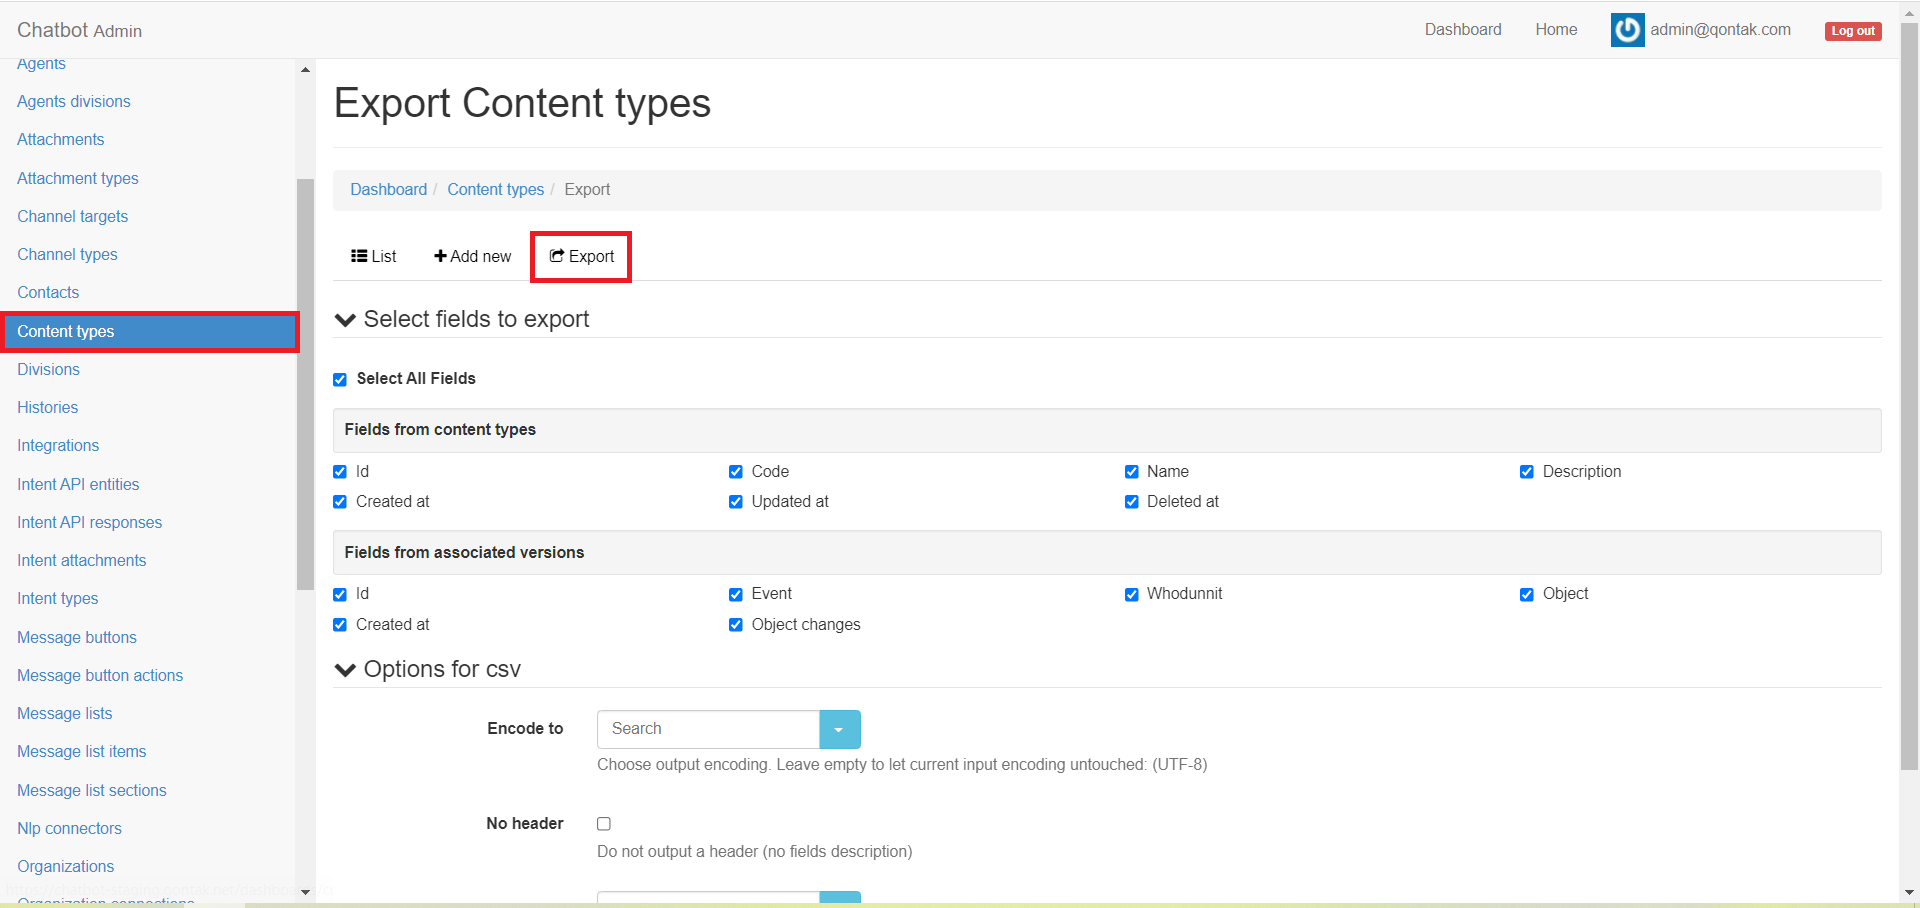 Chatbot Admin
Dashboard
Home
admin@qontak.com
Log out
Agents
Agents divisions
Attachments
Attachment types
Channel targets
Channel types
Contacts
Content types
Divisions
Histories
Integrations
Intent API entities
Intent API responses
Intent attachments
Intent types
Message buttons
Message button actions
Message lists
Message list items
Message list sections
Nlp connectors
Organizations
Organization connections
Export Content types
Dashboard / Content types / Export
List
Add new
Export
Select fields to export
Select All Fields
Fields from content types
Id Code Name Description
Created at Updated at Deleted at
Fields from associated versions
Id Event Whodunnit Object
Created at Object changes
Options for csv
Encode to Search
Choose output encoding. Leave empty to let current input encoding untouched: (UTF-8)
No header
Do not output a header (no fields description)